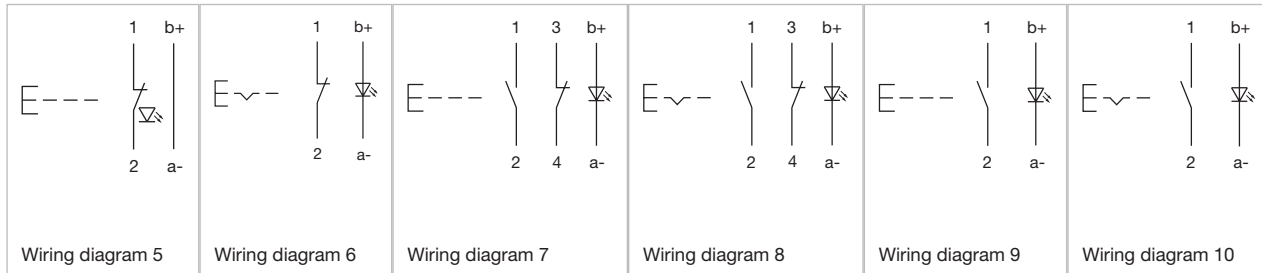 1 b+
2 a-
Wiring diagram 5
1 b+
2 a-
Wiring diagram 6
1 3 b+
2 4 a-
Wiring diagram 7
1 3 b+
2 4 a-
Wiring diagram 8
1 b+
2 a-
Wiring diagram 9
1 b+
2 a-
Wiring diagram 10